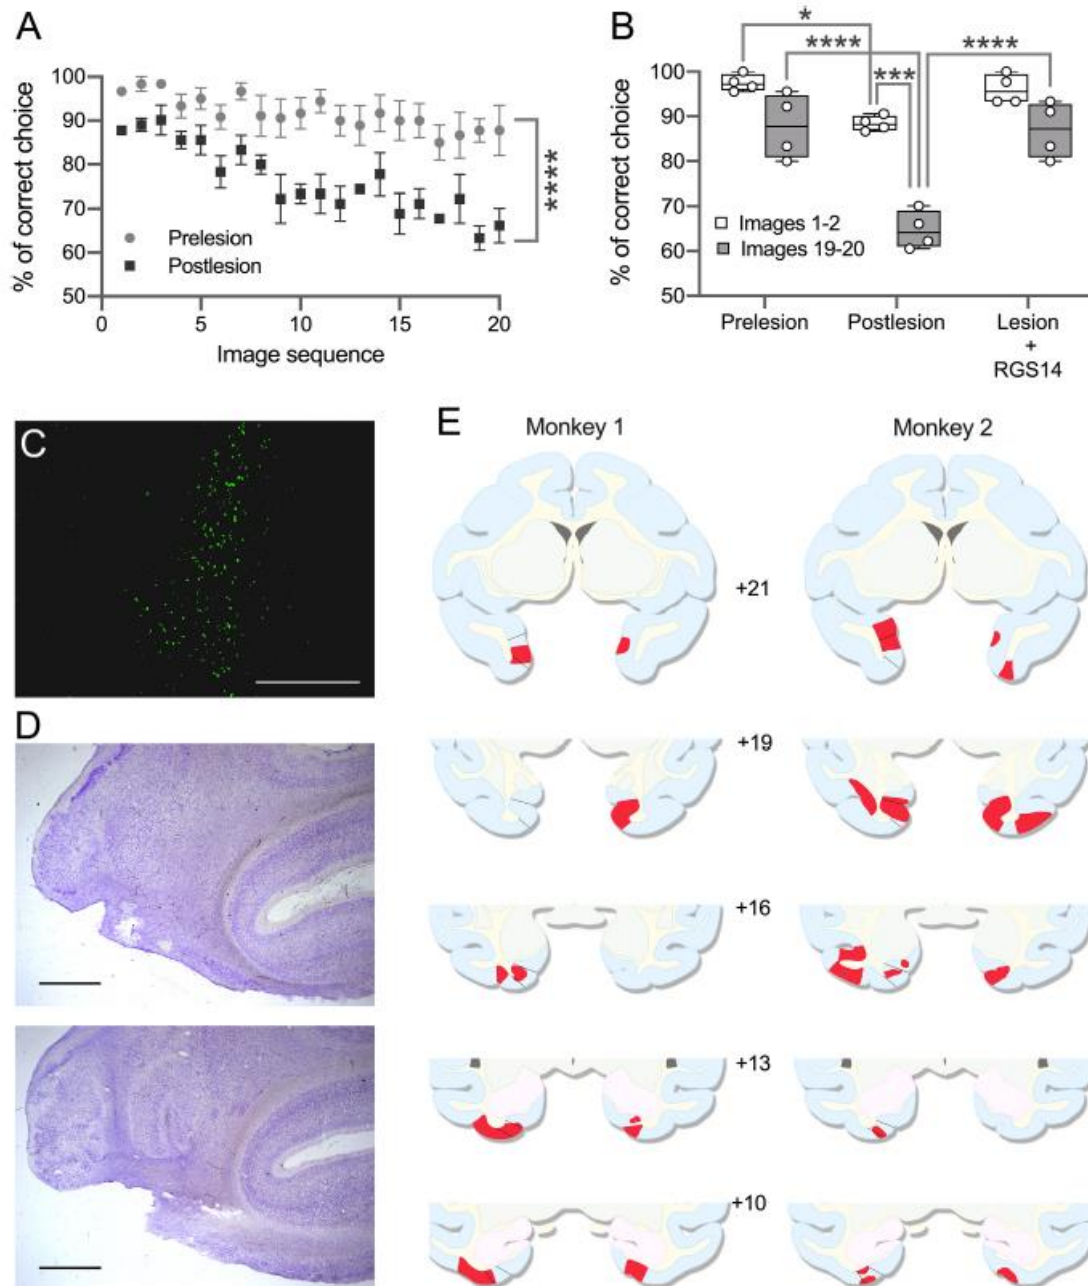 A
% of correct choice
100
90
80
70
60
50
0
5
10
15
20
Image sequence
Prelesion
Postlesion
****
B
% of correct choice
100
90
80
70
60
50
*
****
***
****
Images 1-2
Images 19-20
Prelesion
Postlesion
Lesion
+
RGS14
C
D
E
Monkey 1
Monkey 2
+21
+19
+16
+13
+10